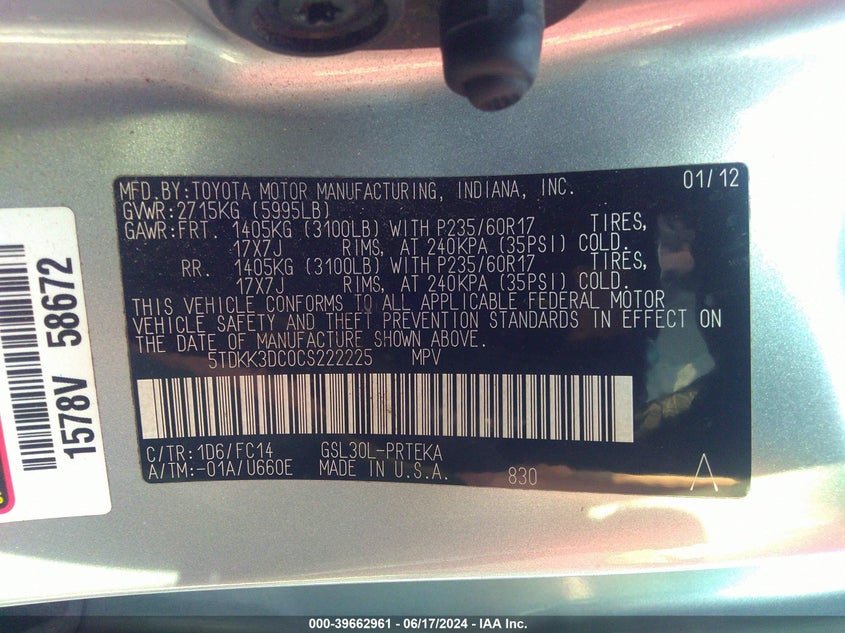 MFD.BY:TOYOTA MOTOR MANUFACTURING, INDIANA, INC. 01/12
GVWR:2715KG (5995LB)
GAWR:FRT. 1405KG (3100LB) WITH P235/60R17 TIRES,
17X7J RIMS, AT 240KPA (35PSI) COLD.
RR. 1405KG (3100LB) WITH P235/60R17 TIRES,
17X7J RIMS, AT 240KPA (35PSI) COLD.
THIS VEHICLE CONFORMS TO ALL APPLICABLE FEDERAL MOTOR
VEHICLE SAFETY AND THEFT PREVENTION STANDARDS IN EFFECT ON
THE DATE OF MANUFACTURE SHOWN ABOVE.
5TDKK3DC0CS222225 MPV
C/TR:1D6/FC14 GSL30L-PRTEKA
A/TM:-01A/U660E MADE IN U.S.A. 830
1578V 58672
000-39662961 - 06/17/2024 - IAA Inc.